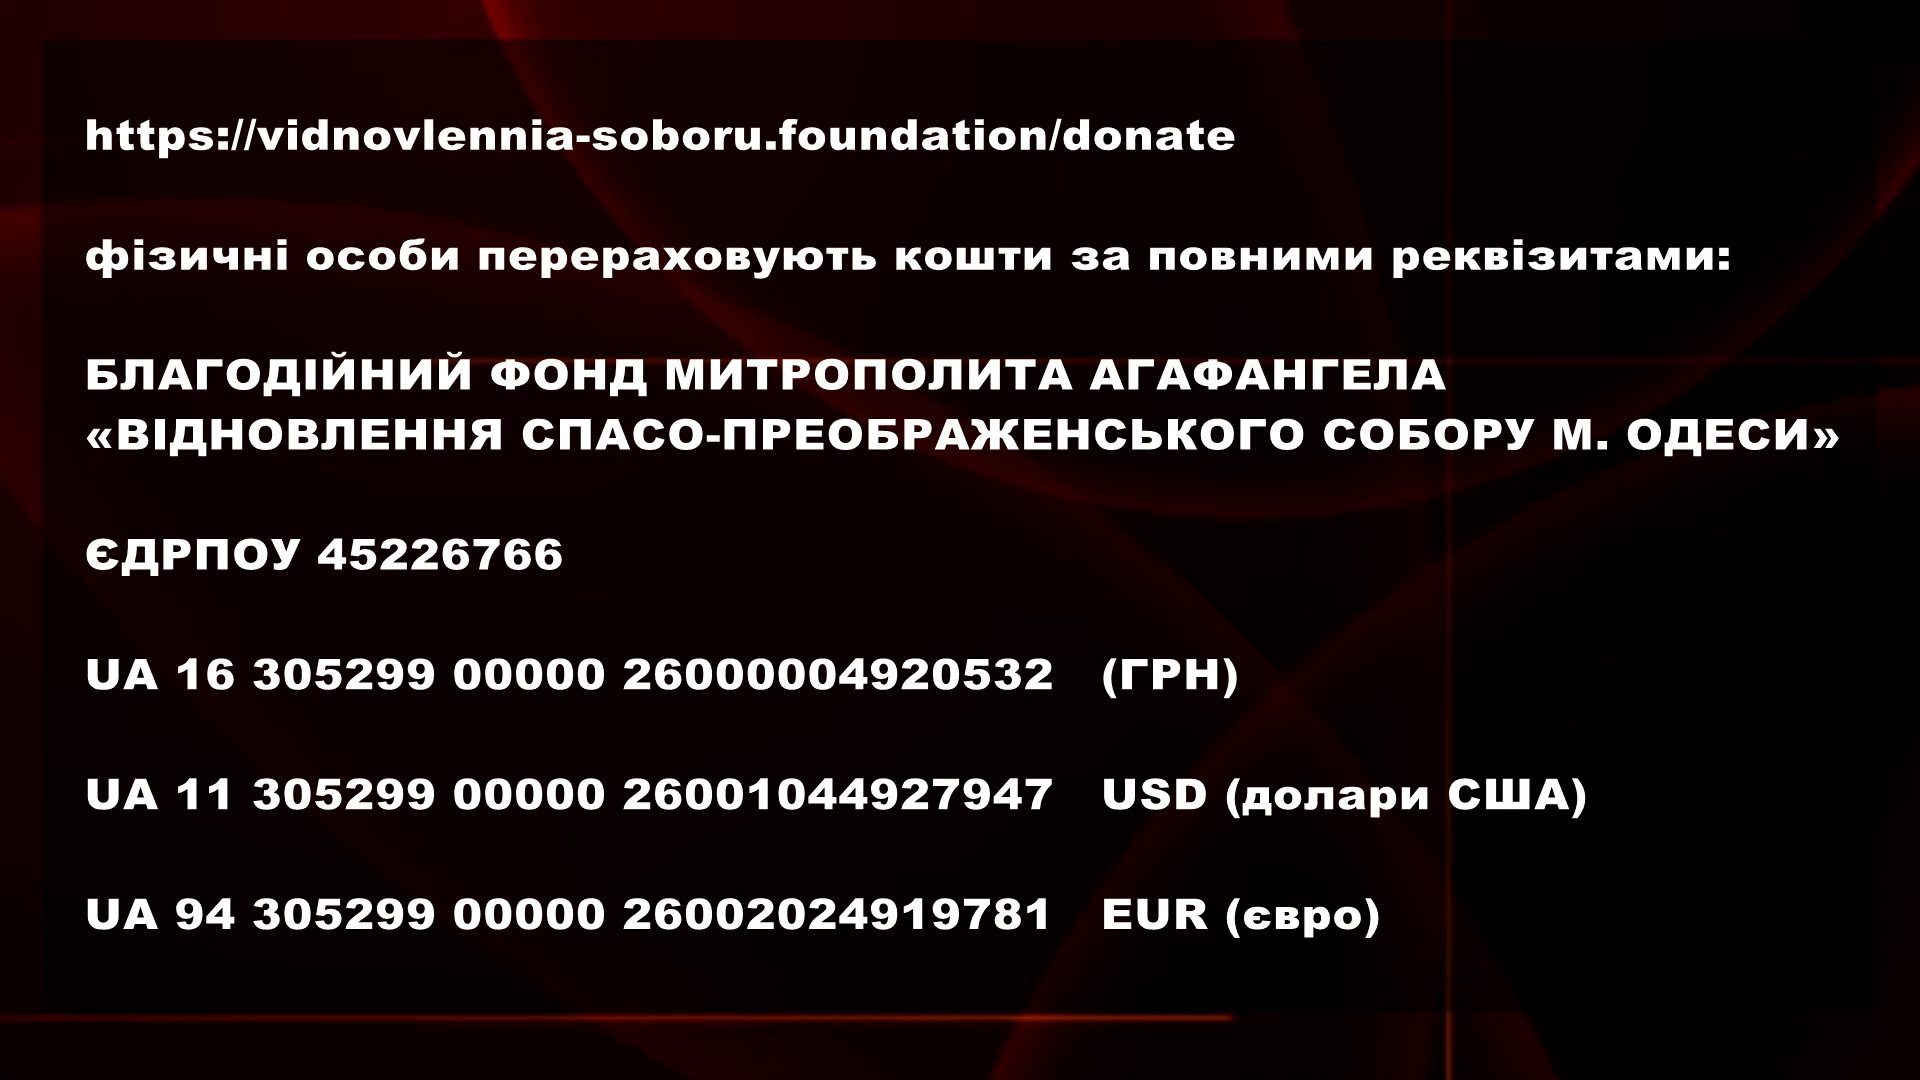 https://vidnovlennia-soboru.foundation/donate
фізичні особи перераховують кошти за повними реквізитами:
БЛАГОДІЙНИЙ ФОНД МИТРОПОЛИТА АГАФАНГЕЛА
«ВІДНОВЛЕННЯ СПАСО-ПРЕОБРАЖЕНСЬКОГО СОБОРУ М. ОДЕСИ»
ЄДРПОУ 45226766
UA 16 305299 00000 26000004920532 (ГРН)
UA 11 305299 00000 26001044927947 USD (долари США)
UA 94 305299 00000 26002024919781 EUR (євро)